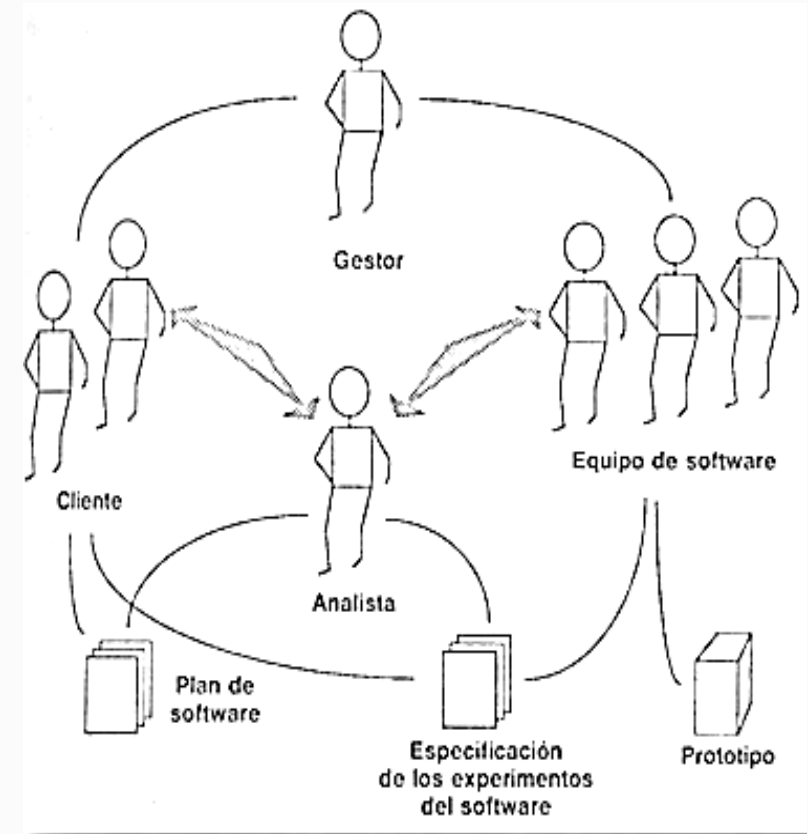 Gestor
Equipo de software
Cliente
Analista
Plan de
software
Especificación
de los experimentos
del software
Prototipo